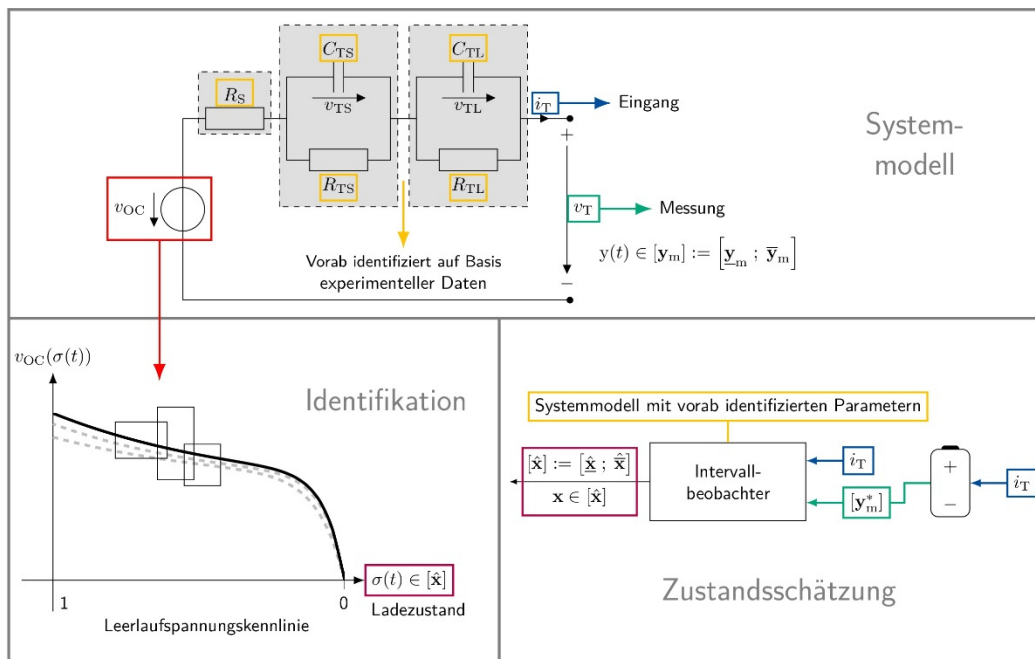 C_TS
C_TL
R_S
v_TS
v_TL
i_T
Eingang
+
System-
modell
R_TS
R_TL
v_OC
v_T
Messung
Vorab identifiziert auf Basis
experimenteller Daten
y(t) ∈ [y_m] := [y̲_m ; y̅_m]
−
v_OC(σ(t))
Identifikation
1
0
σ(t) ∈ [x̂]
Ladezustand
Leerlaufspannungskennlinie
Systemmodell mit vorab identifizierten Parametern
[x̂] := [x̲̂ ; x̅̂]
x ∈ [x̂]
Intervall-
beobachter
i_T
[y*_m]
+
−
i_T
Zustandsschätzung